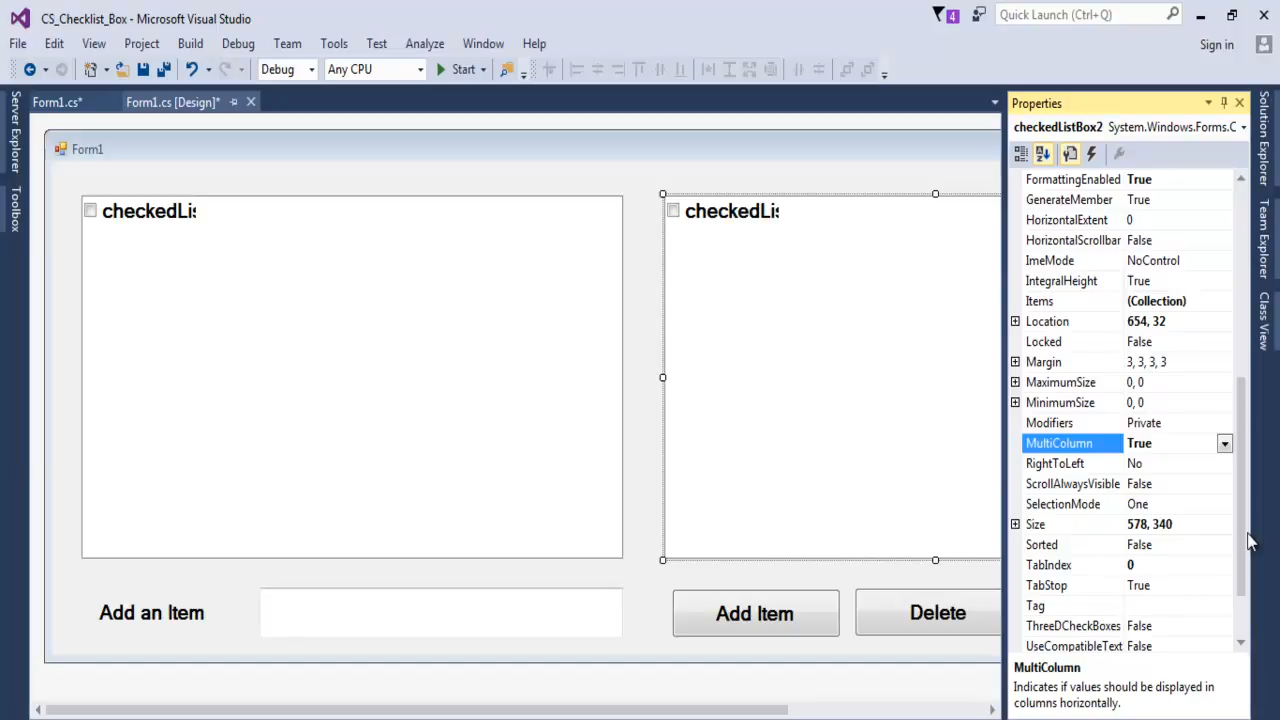 CS_Checklist_Box - Microsoft Visual Studio
4
Quick Launch (Ctrl+Q)
File Edit View Project Build Debug Team Tools Test Analyze Window Help
Sign in
Debug Any CPU Start
Form1.cs* Form1.cs [Design]*
Server Explorer
Toolbox
Form1
checkedLis
checkedLis
Add an Item
Add Item
Delete
Properties
checkedListBox2 System.Windows.Forms.C
FormattingEnabled True
GenerateMember True
HorizontalExtent 0
HorizontalScrollbar False
ImeMode NoControl
IntegralHeight True
Items (Collection)
Location 654, 32
Locked False
Margin 3, 3, 3, 3
MaximumSize 0, 0
MinimumSize 0, 0
Modifiers Private
MultiColumn True
RightToLeft No
ScrollAlwaysVisible False
SelectionMode One
Size 578, 340
Sorted False
TabIndex 0
TabStop True
Tag
ThreeDCheckBoxes False
UseCompatibleText False
MultiColumn
Indicates if values should be displayed in
columns horizontally.
Solution Explorer
Team Explorer
Class View